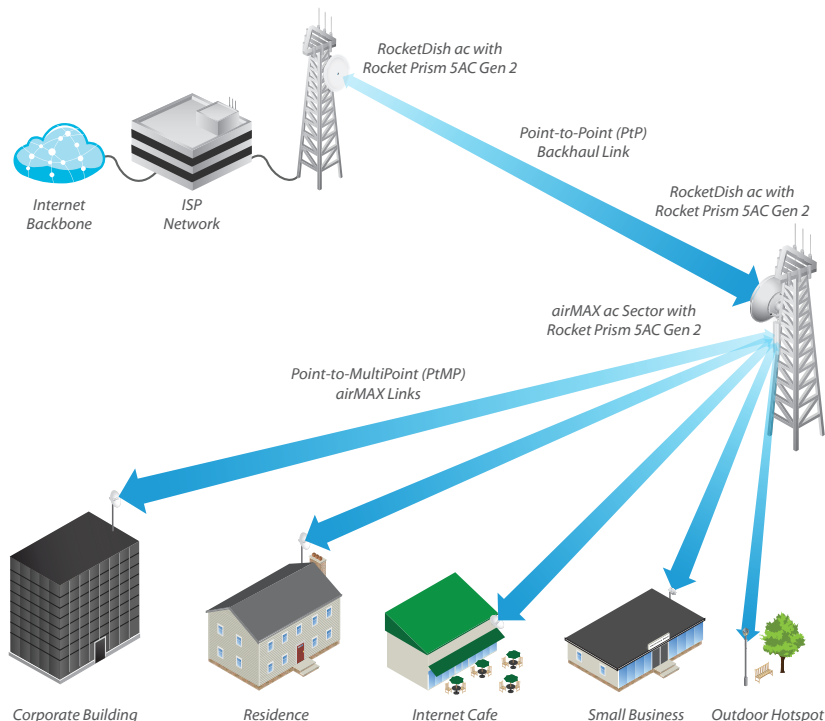 RocketDish ac with
Rocket Prism 5AC Gen 2
Point-to-Point (PtP)
Backhaul Link
Internet
Backbone
ISP
Network
RocketDish ac with
Rocket Prism 5AC Gen 2
airMAX ac Sector with
Rocket Prism 5AC Gen 2
Point-to-MultiPoint (PtMP)
airMAX Links
Corporate Building
Residence
Internet Cafe
Small Business
Outdoor Hotspot